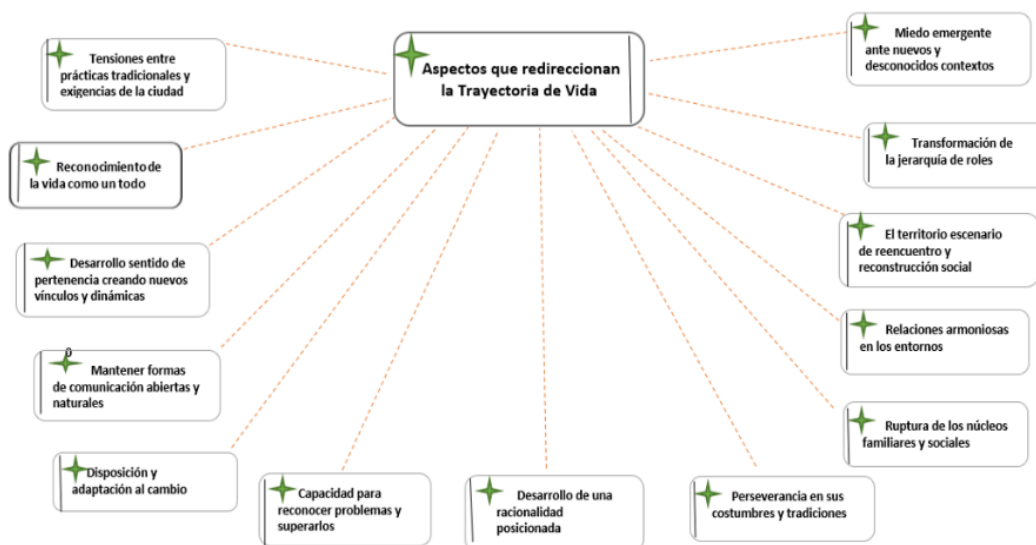 Aspectos que redireccionan
la Trayectoria de Vida
Tensiones entre
prácticas tradicionales y
exigencias de la ciudad
Reconocimiento de
la vida como un todo
Desarrollo sentido de
pertenencia creando nuevos
vínculos y dinámicas
Mantener formas
de comunicación abiertas y
naturales
Disposición y
adaptación al cambio
Capacidad para
reconocer problemas y
superarlos
Desarrollo de una
racionalidad
posicionada
Perseverancia en sus
costumbres y tradiciones
Ruptura de los núcleos
familiares y sociales
Relaciones armoniosas
en los entornos
El territorio escenario
de reencuentro y
reconstrucción social
Transformación de
la jerarquía de roles
Miedo emergente
ante nuevos y
desconocidos contextos